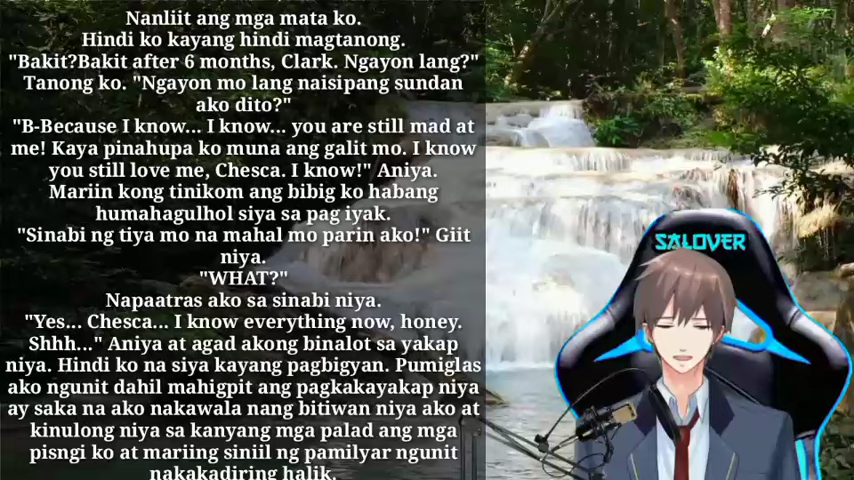 Nanliit ang mga mata ko.
Hindi ko kayang hindi magtanong.
"Bakit?Bakit after 6 months, Clark. Ngayon lang?"
Tanong ko. "Ngayon mo lang naisipang sundan
ako dito?"
"B-Because I know... I know... you are still mad at
me! Kaya pinahupa ko muna ang galit mo. I know
you still love me, Chesca. I know!" Aniya.
Mariin kong tinikom ang bibig ko habang
humahagulhol siya sa pag iyak.
"Sinabi ng tiya mo na mahal mo parin ako!" Giit
niya.
"WHAT?"
Napaatras ako sa sinabi niya.
"Yes... Chesca... I know everything now, honey.
Shhh..." Aniya at agad akong binalot sa yakap
niya. Hindi ko na siya kayang pagbigyan. Pumiglas
ako ngunit dahil mahigpit ang pagkakayakap niya
ay saka na ako nakawala nang bitiwan niya ako at
kinulong niya sa kanyang mga palad ang mga
pisngi ko at mariing siniil ng pamilyar ngunit
nakakadiring halik.
SALOVER